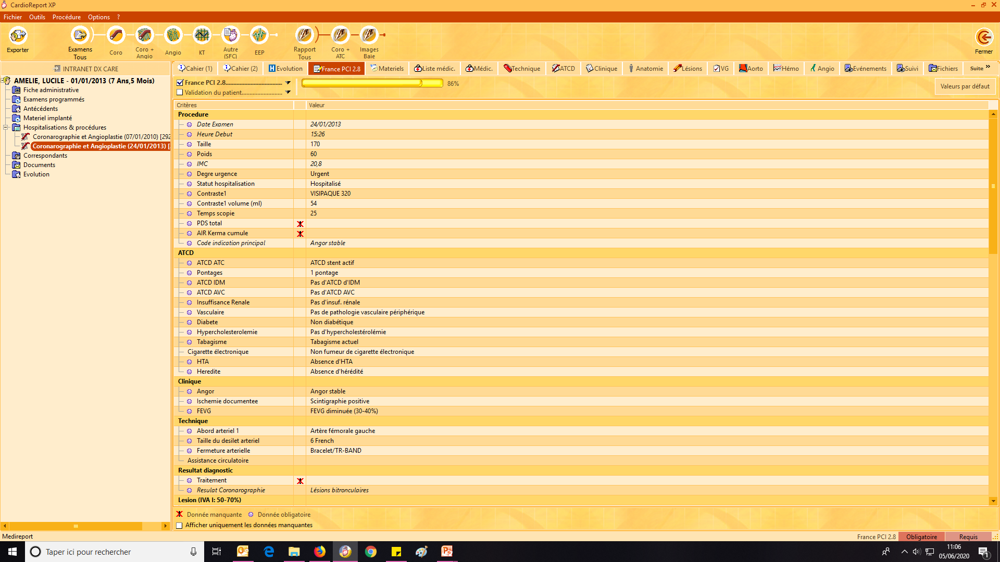 CardioReport XP
Fichier Outils Procédure Options ?
Exporter
Examens Tous
Coro
Coro + Angio
Angio
KT
Autre (SFC)
EEP
Rapport Tous
Coro + ATC
Images Baie
Fermer
INTRANET DX CARE
Cahier (1) Cahier (2) Evolution France PCI 2.8 Materiels Liste médic. Médic. Technique ATCD Clinique Anatomie Lésions VG Aorto Hémo Angio Evénements Suivi Fichiers Suite
AMELIE, LUCILE - 01/01/2013 (7 Ans,5 Mois)
Fiche administrative
Examens programmés
Antécédents
Materiel implanté
Hospitalisations & procédures
Coronarographie et Angioplastie (07/01/2010) [292
Coronarographie et Angioplastie (24/01/2013) [
Correspondants
Documents
Evolution
France PCI 2.8.................................... 86%
Validation du patient..........................
Valeurs par défaut
Critères Valeur
Procedure
Date Examen 24/01/2013
Heure Debut 15:26
Taille 170
Poids 60
IMC 20,8
Degre urgence Urgent
Statut hospitalisation Hospitalisé
Contraste1 VISIPAQUE 320
Contraste1 volume (ml) 54
Temps scopie 25
PDS total
AIR Kerma cumule
Code indication principal Angor stable
ATCD
ATCD ATC ATCD stent actif
Pontages 1 pontage
ATCD IDM Pas d'ATCD d'IDM
ATCD AVC Pas d'ATCD AVC
Insuffisance Renale Pas d'insuf. rénale
Vasculaire Pas de pathologie vasculaire périphérique
Diabete Non diabétique
Hypercholesterolemie Pas d'hypercholestérolémie
Tabagisme Tabagisme actuel
Cigarette électronique Non fumeur de cigarette électronique
HTA Absence d'HTA
Heredite Absence d'hérédité
Clinique
Angor Angor stable
Ischemie documentee Scintigraphie positive
FEVG FEVG diminuée (30-40%)
Technique
Abord arteriel 1 Artère fémorale gauche
Taille du desilet arteriel 6 French
Fermeture arterielle Bracelet/TR-BAND
Assistance circulatoire
Resultat diagnostic
Traitement
Resulat Coronarographie Lésions bitronculaires
Lesion (IVA I: 50-70%)
Donnée manquante Donnée obligatoire
Afficher uniquement les données manquantes
Medireport
France PCI 2.8 Obligatoire Requis
Taper ici pour rechercher
11:06
05/06/2020
1